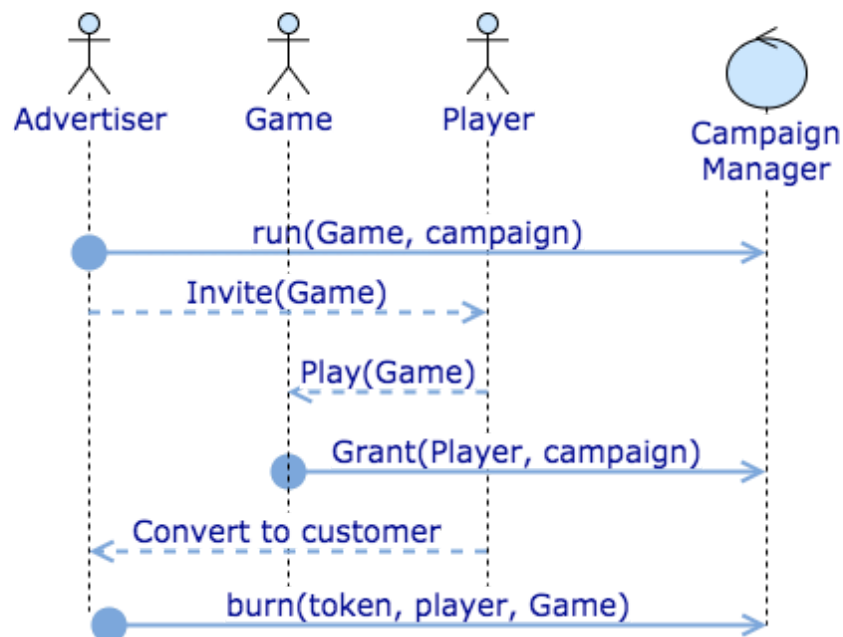 Advertiser
Game
Player
Campaign
Manager
run(Game, campaign)
Invite(Game)
Play(Game)
Grant(Player, campaign)
Convert to customer
burn(token, player, Game)